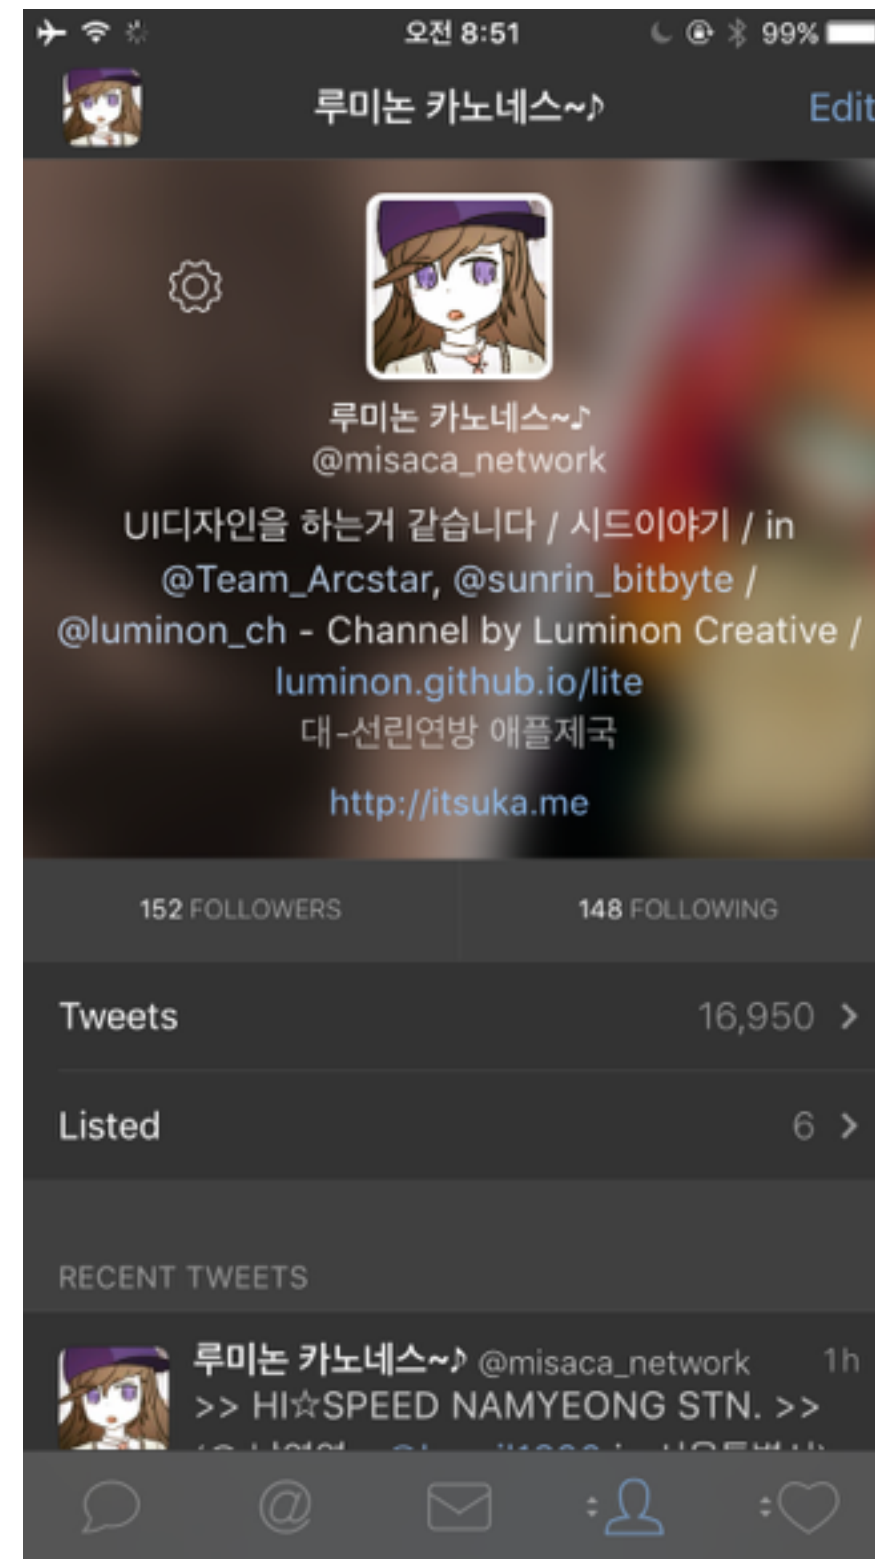 오전 8:51 99%
루미논 카노네스~♪ Edit
루미논 카노네스~♪
@misaca_network
UI디자인을 하는거 같습니다 / 시드이야기 / in
@Team_Arcstar, @sunrin_bitbyte /
@luminon_ch - Channel by Luminon Creative /
luminon.github.io/lite
대-선린연방 애플제국
http://itsuka.me
152 FOLLOWERS 148 FOLLOWING
Tweets 16,950
Listed 6
RECENT TWEETS
루미논 카노네스~♪ @misaca_network 1h
>> HI☆SPEED NAMYEONG STN. >>